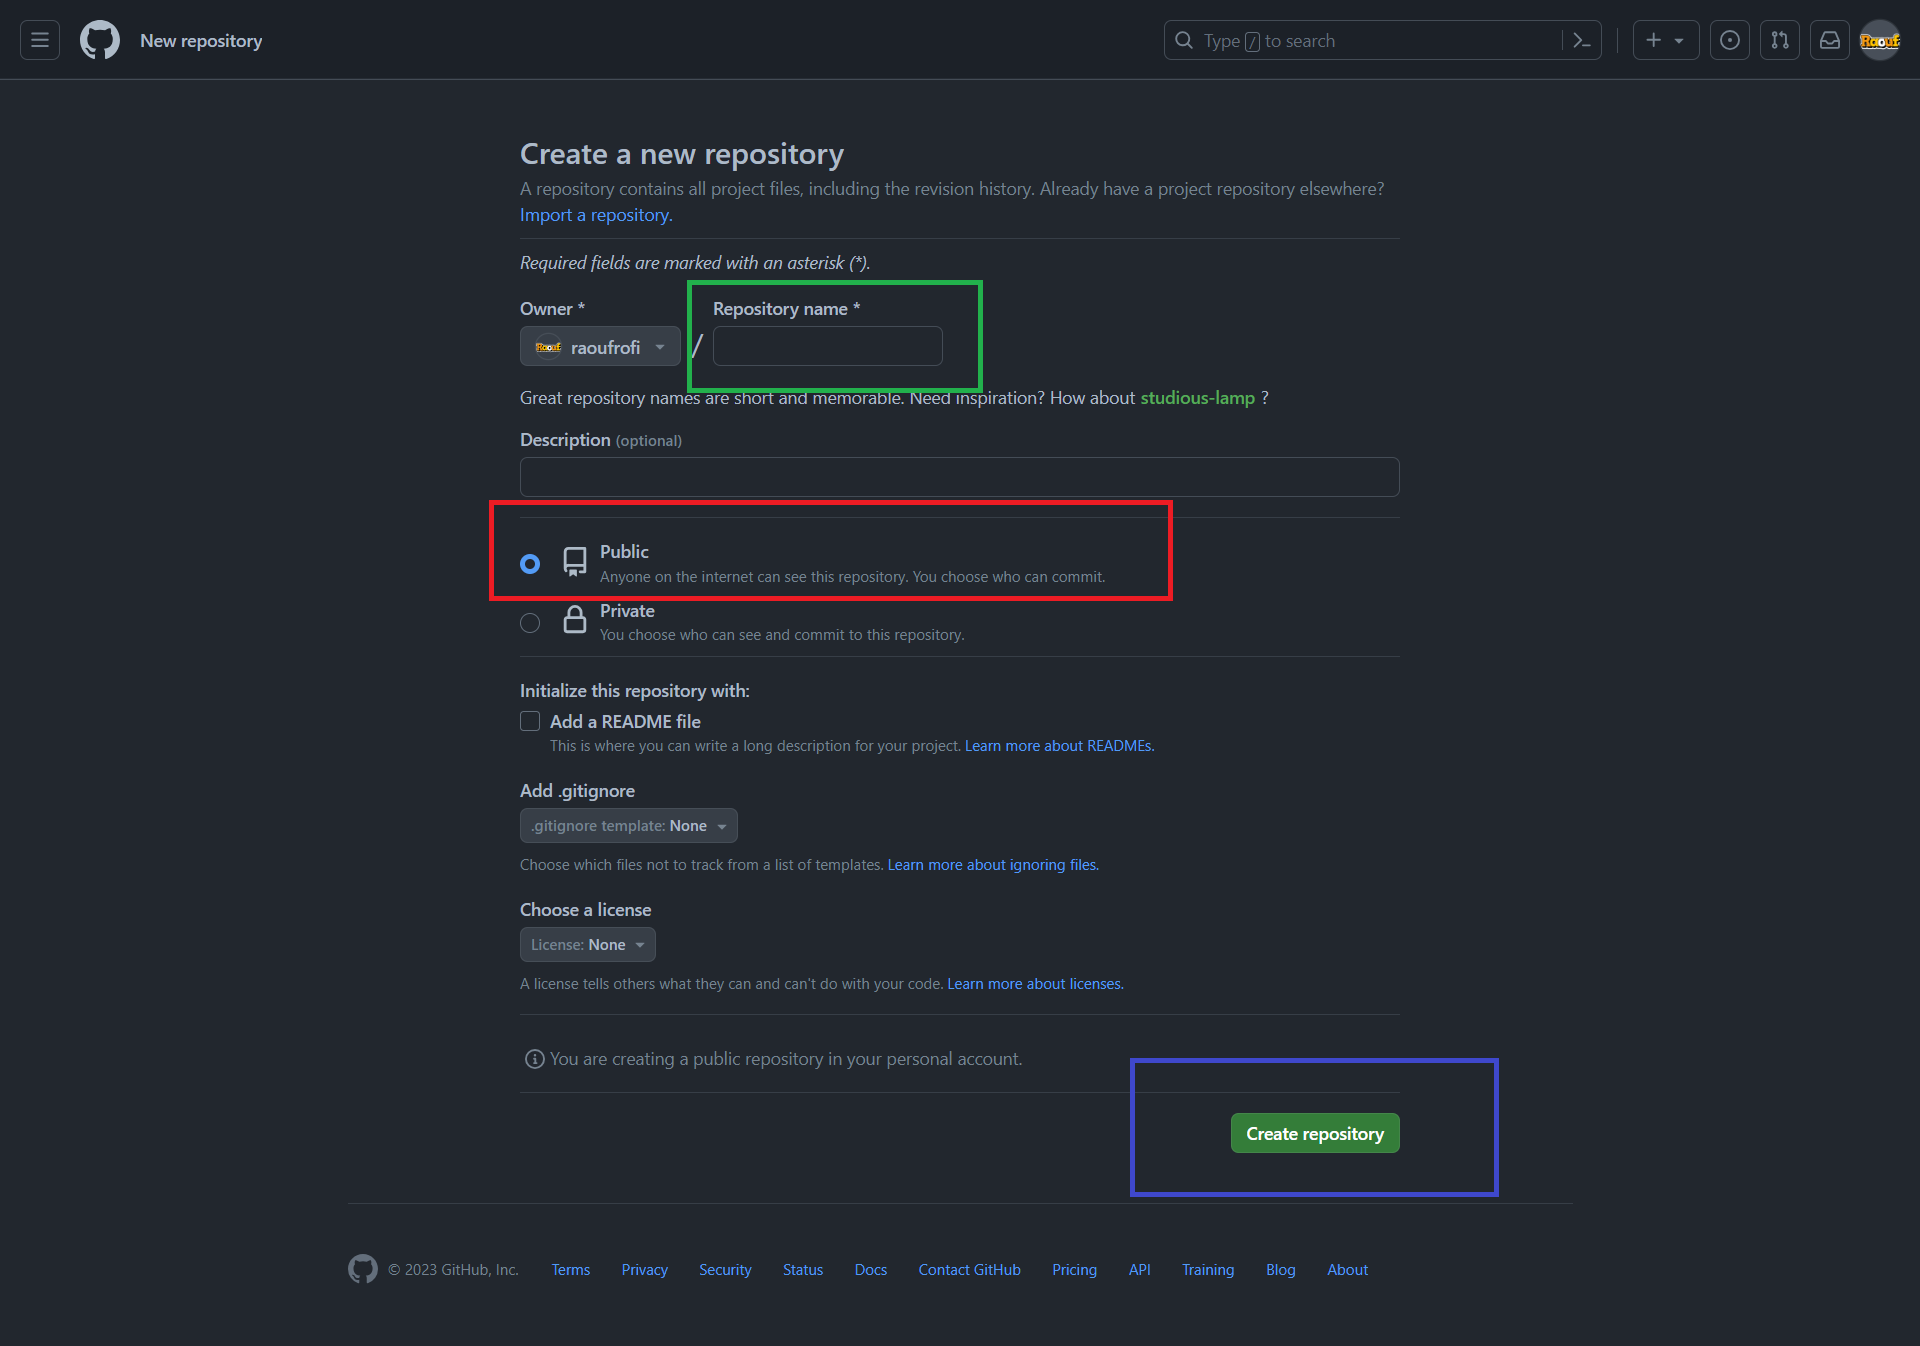 New repository
Type / to search
Raouf
Create a new repository
A repository contains all project files, including the revision history. Already have a project repository elsewhere?
Import a repository.
Required fields are marked with an asterisk (*).
Owner * Repository name *
Raouf raoufrofi /
Great repository names are short and memorable. Need inspiration? How about studious-lamp ?
Description (optional)
Public
Anyone on the internet can see this repository. You choose who can commit.
Private
You choose who can see and commit to this repository.
Initialize this repository with:
Add a README file
This is where you can write a long description for your project. Learn more about READMEs.
Add .gitignore
.gitignore template: None
Choose which files not to track from a list of templates. Learn more about ignoring files.
Choose a license
License: None
A license tells others what they can and can't do with your code. Learn more about licenses.
You are creating a public repository in your personal account.
Create repository
© 2023 GitHub, Inc. Terms Privacy Security Status Docs Contact GitHub Pricing API Training Blog About